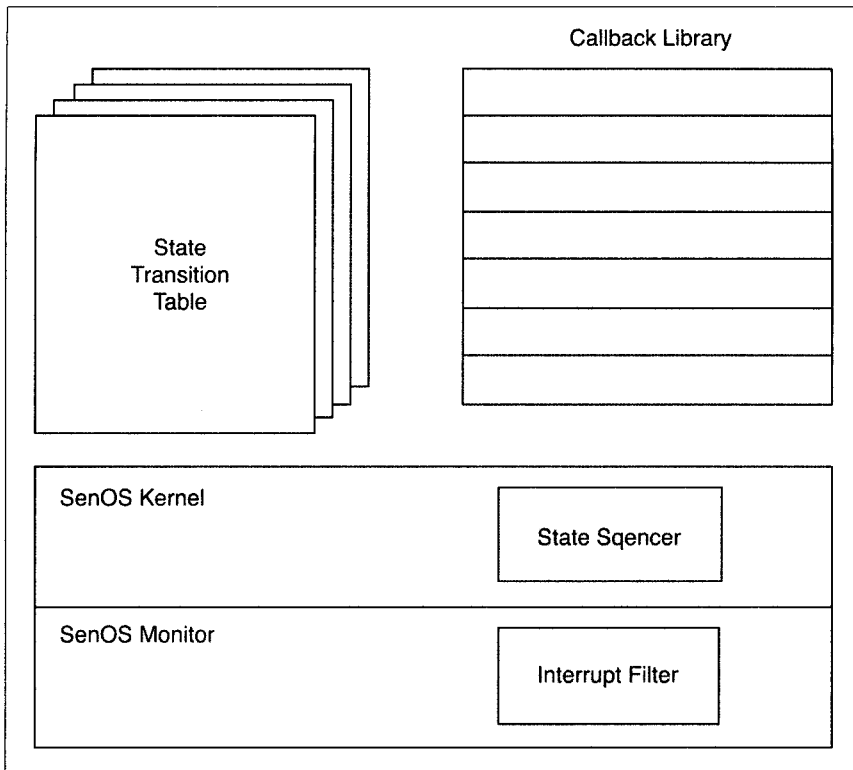 Callback Library
State
Transition
Table
SenOS Kernel
State Sqencer
SenOS Monitor
Interrupt Filter